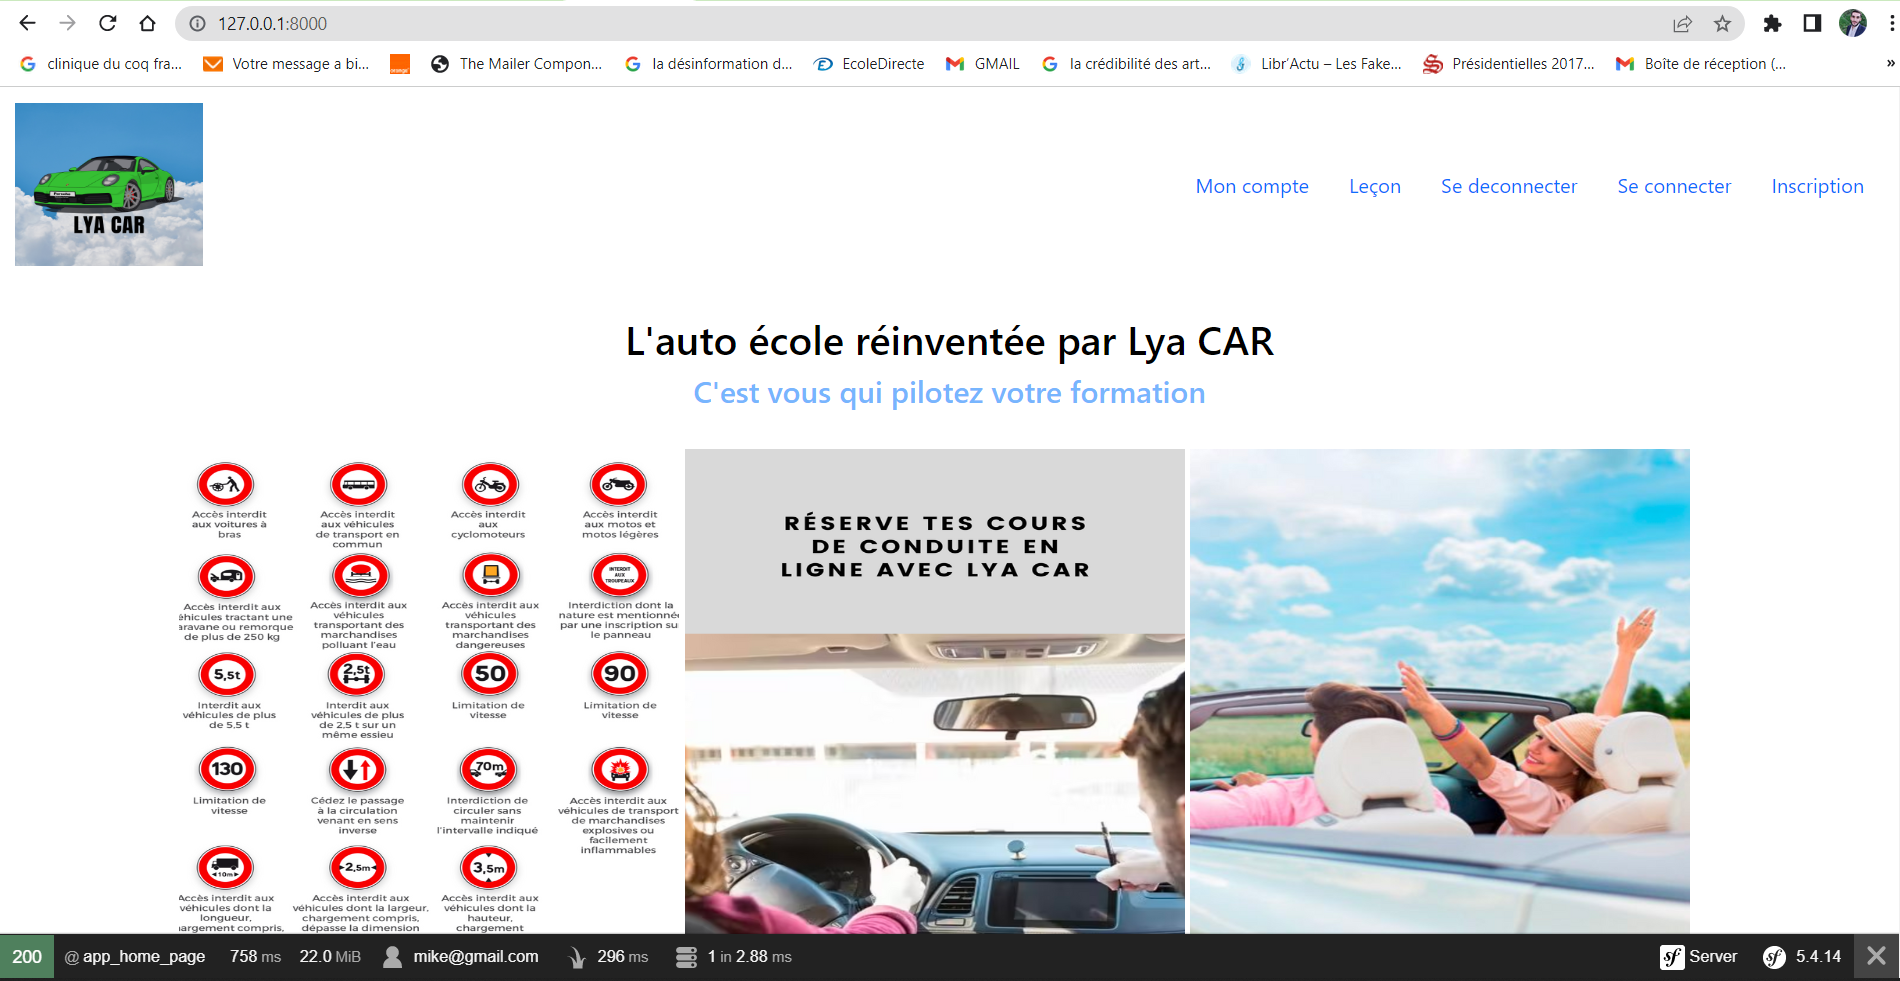 127.0.0.1:8000
clinique du coq fra... Votre message a bi... The Mailer Compon... la désinformation d... EcoleDirecte GMAIL la crédibilité des art... Libr'Actu – Les Fake... Présidentielles 2017... Boîte de réception (... »
LYA CAR
Mon compte Leçon Se deconnecter Se connecter Inscription
L'auto école réinventée par Lya CAR
C'est vous qui pilotez votre formation
Accès interdit
aux voitures à
bras
Accès interdit
aux véhicules
de transport en
commun
Accès interdit
aux
cyclomoteurs
Accès interdit
aux motos et
motos légères
Accès interdit aux
éhicules tractant une
aravane ou remorque
de plus de 250 kg
Accès interdit aux
véhicules
transportant des
marchandises
polluant l'eau
Accès interdit aux
véhicules
transportant des
marchandises
dangereuses
INTERDIT
AUX
TROUPEAUX
Interdiction dont la
nature est mentionnée
par une inscription su
le panneau
5,5t
Interdit aux
véhicules de plus
de 5,5 t
2,5t
Interdit aux
véhicules de plus
de 2,5 t sur un
même essieu
50
Limitation de
vitesse
90
Limitation de
vitesse
130
Limitation de
vitesse
Cédez le passage
à la circulation
venant en sens
inverse
70m
Interdiction de
circuler sans
maintenir
l'intervalle indiqué
Accès interdit aux
véhicules de transport
de marchandises
explosives ou
facilement
inflammables
10m
Accès interdit aux
véhicules dont la
longueur,
hargement compris,
2,5m
Accès interdit aux
véhicules dont la largeur,
chargement compris,
dépasse la dimension
3,5m
Accès interdit aux
véhicules dont la
hauteur,
chargement
RÉSERVE TES COURS
DE CONDUITE EN
LIGNE AVEC LYA CAR
200 @ app_home_page 758 ms 22.0 MiB mike@gmail.com 296 ms 1 in 2.88 ms sf Server sf 5.4.14